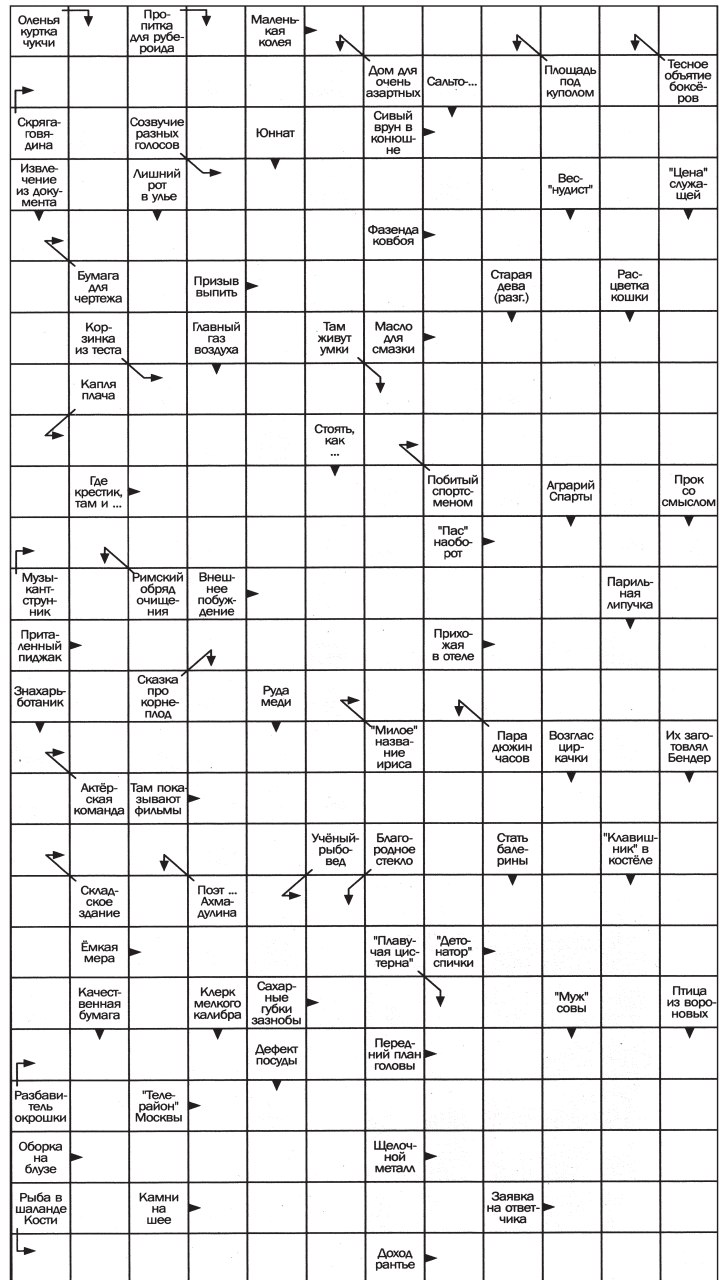 Оленья
куртка
чукчи
Про-
питка
для рубе-
роида
Малень-
кая
колея
Дом для
очень
азартных
Сальто-...
Площадь
под
куполом
Тесное
объятие
боксё-
ров
Скряга-
говя-
дина
Созвучие
разных
голосов
Юннат
Сивый
врун в
конюш-
не
Извле-
чение
из доку-
мента
Лишний
рот
в улье
Вес-
"нудист"
"Цена"
служа-
щей
Фазенда
ковбоя
Бумага
для
чертежа
Призыв
выпить
Старая
дева
(разг.)
Рас-
цветка
кошки
Кор-
зинка
из теста
Главный
газ
воздуха
Там
живут
умки
Масло
для
смазки
Капля
плача
Стоять,
как
...
Где
крестик,
там и ...
Побитый
спортс-
меном
Аграрий
Спарты
Прок
со
смыслом
"Пас"
наобо-
рот
Музы-
кант-
струн-
ник
Римский
обряд
очище-
ния
Внеш-
нее
побуж-
дение
Париль-
ная
липучка
Прита-
ленный
пиджак
Прихо-
жая
в отеле
Знахарь-
ботаник
Сказка
про
корне-
плод
Руда
меди
"Милое"
назва-
ние
ириса
Пара
дюжин
часов
Возглас
цир-
качки
Их заго-
товлял
Бендер
Актёр-
ская
команда
Там пока-
зывают
фильмы
Учёный-
рыбо-
вед
Благо-
родное
стекло
Стать
бале-
рины
"Клавиш-
ник" в
костёле
Склад-
ское
здание
Поэт ...
Ахма-
дулина
Ёмкая
мера
"Плаву-
чая цис-
терна"
"Дето-
натор"
спички
Качест-
венная
бумага
Клерк
мелкого
калибра
Сахар-
ные
губки
зазнобы
"Муж"
совы
Птица
из воро-
новых
Дефект
посуды
Перед-
ний план
головы
Разбави-
тель
окрошки
"Теле-
район"
Москвы
Оборка
на
блузе
Щелоч-
ной
металл
Рыба в
шаланде
Кости
Камни
на
шее
Заявка
на ответ-
чика
Доход
рантье